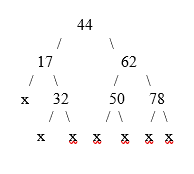 44
/ \
17 62
/ \ / \
x 32 50 78
/ \ / \ / \
x x x x x x